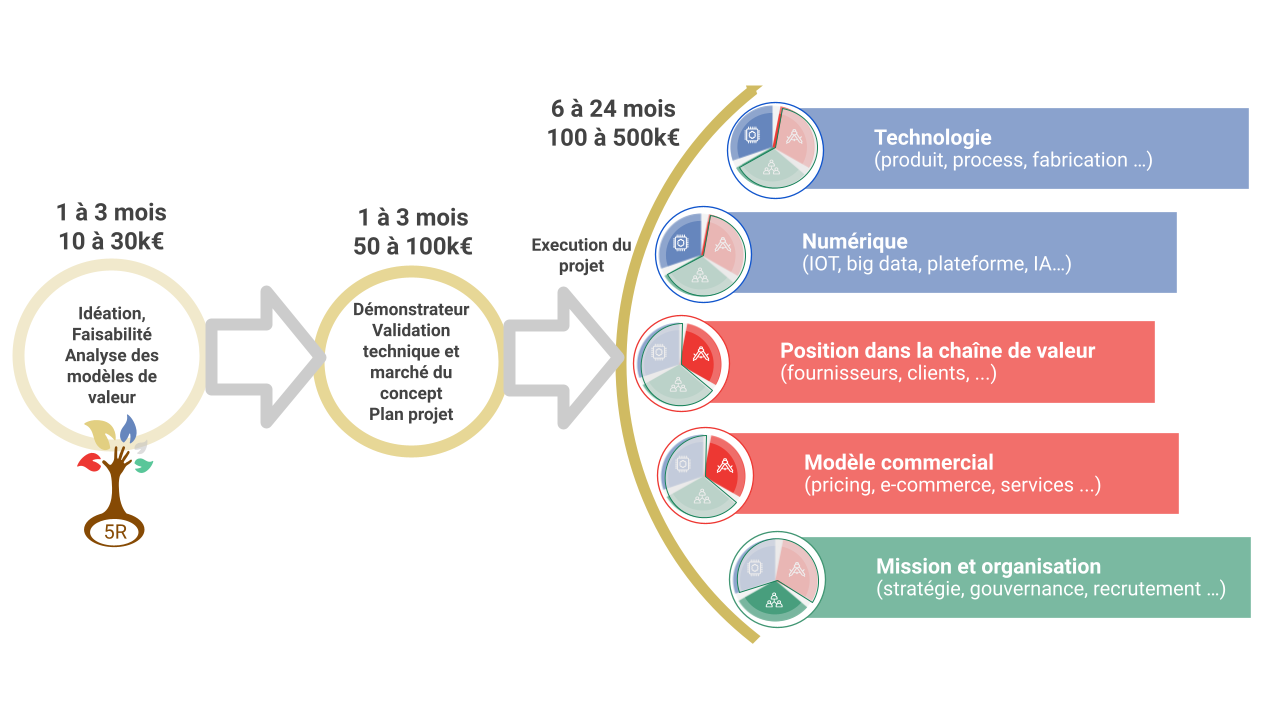 1 à 3 mois
10 à 30k€
Idéation,
Faisabilité
Analyse des
modèles de
valeur
5R
1 à 3 mois
50 à 100k€
Démonstrateur
Validation
technique et
marché du
concept
Plan projet
6 à 24 mois
100 à 500k€
Execution du
projet
Technologie
(produit, process, fabrication ...)
Numérique
(IOT, big data, plateforme, IA...)
Position dans la chaîne de valeur
(fournisseurs, clients, ...)
Modèle commercial
(pricing, e-commerce, services ...)
Mission et organisation
(stratégie, gouvernance, recrutement ...)